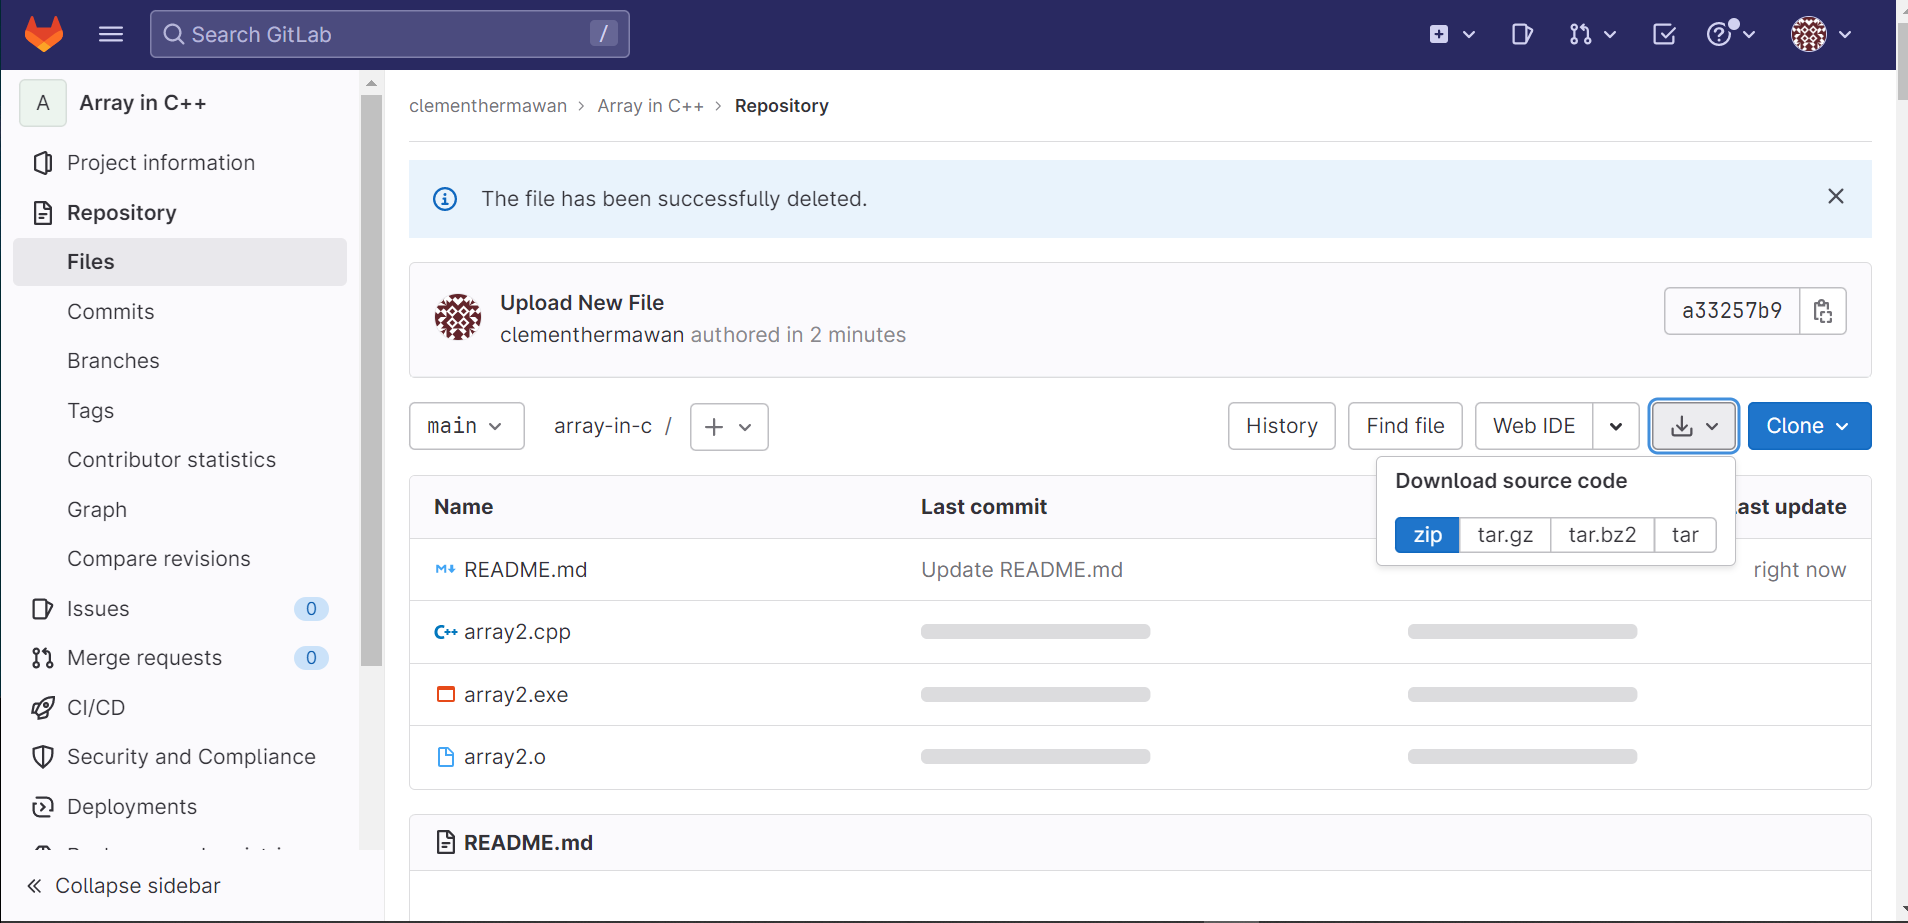 Search GitLab /
A Array in C++
Project information
Repository
Files
Commits
Branches
Tags
Contributor statistics
Graph
Compare revisions
Issues 0
Merge requests 0
CI/CD
Security and Compliance
Deployments
Collapse sidebar
clementhermawan > Array in C++ > Repository
The file has been successfully deleted.
Upload New File
clementhermawan authored in 2 minutes
a33257b9
main array-in-c / + History Find file Web IDE Clone
Download source code
zip tar.gz tar.bz2 tar
Name Last commit ast update
README.md Update README.md right now
C++ array2.cpp
array2.exe
array2.o
README.md